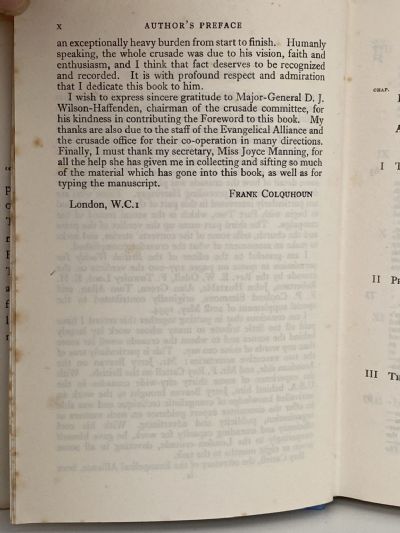 x AUTHOR'S PREFACE
an exceptionally heavy burden from start to finish. Humanly
speaking, the whole crusade was due to his vision, faith and
enthusiasm, and I think that fact deserves to be recognized
and recorded. It is with profound respect and admiration
that I dedicate this book to him.
I wish to express sincere gratitude to Major-General D. J.
Wilson-Haffenden, chairman of the crusade committee, for
his kindness in contributing the Foreword to this book. My
thanks are also due to the staff of the Evangelical Alliance and
the crusade office for their co-operation in many directions.
Finally, I must thank my secretary, Miss Joyce Manning, for
all the help she has given me in collecting and sifting so much
of the material which has gone into this book, as well as for
typing the manuscript.
FRANK COLQUHOUN
London, W.C.1
CHAP.
I
II
III